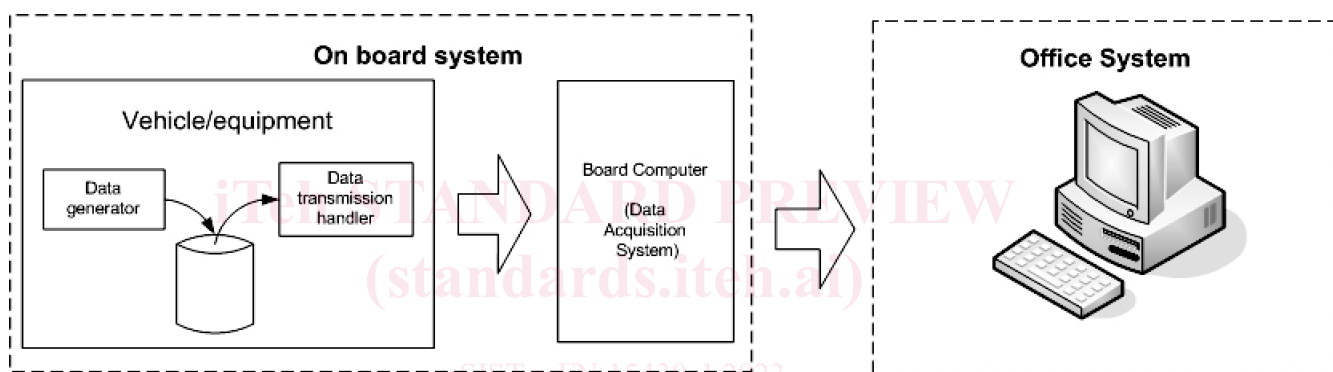 On board system
Office System
Vehicle/equipment
Data
generator
Data
transmission
handler
Board Computer
(Data
Acquisition
System)
iTeh STANDARD PREVIEW
(standards.iteh.ai)